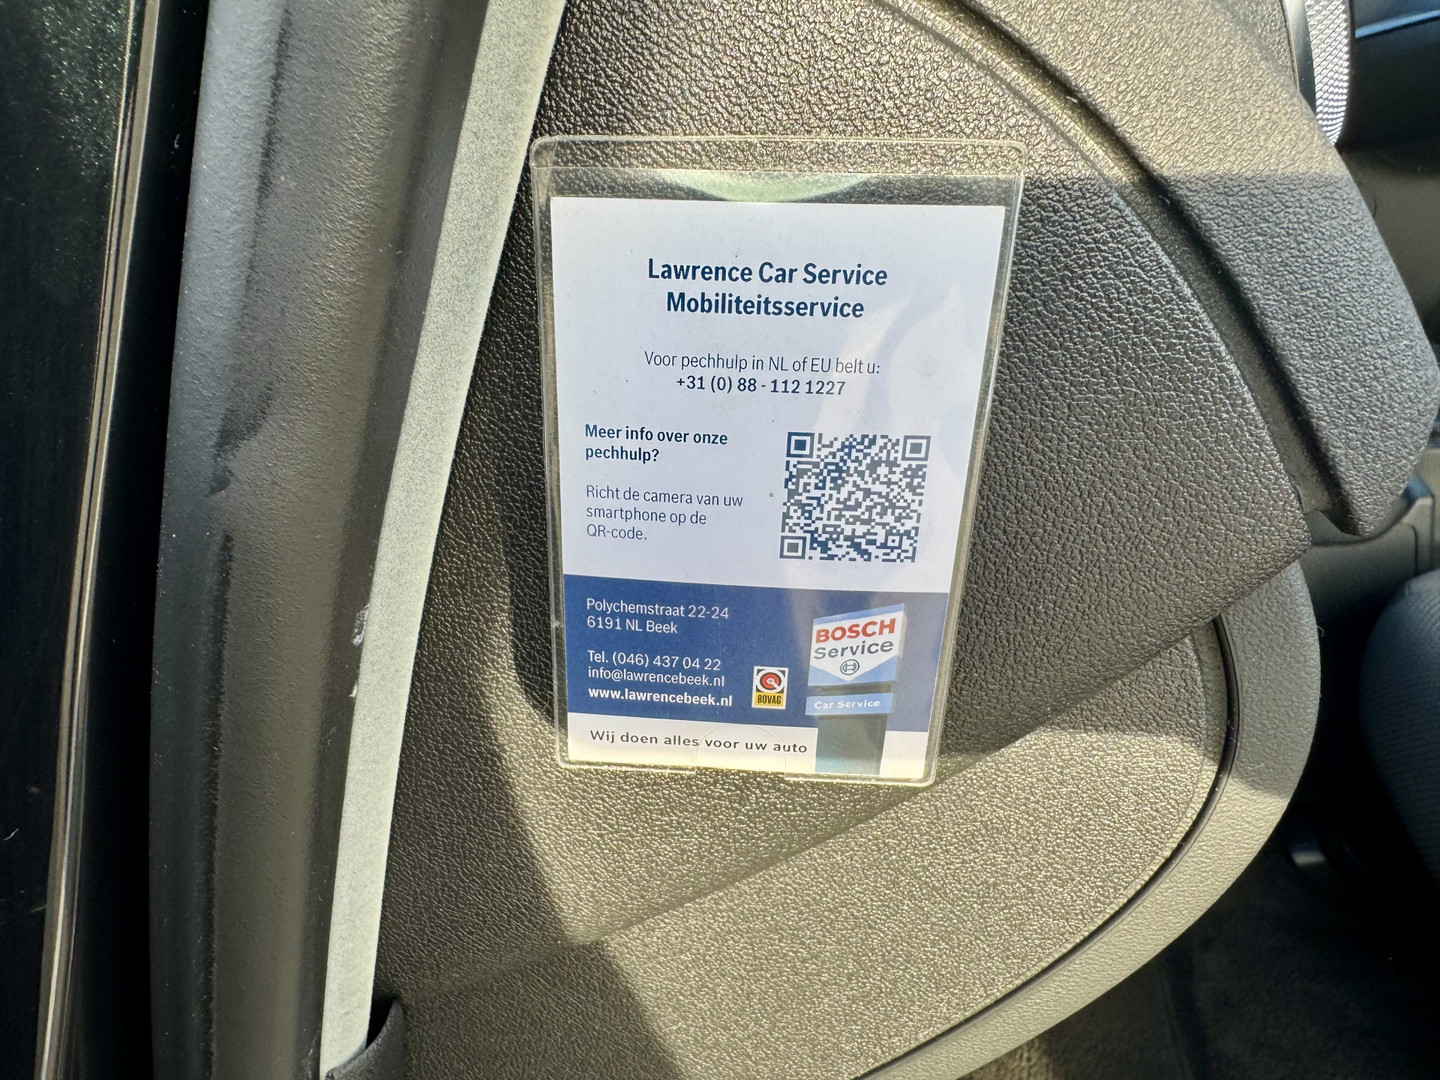 Lawrence Car Service
Mobiliteitsservice
Voor pechhulp in NL of EU belt u:
+31 (0) 88 - 112 1227
Meer info over onze
pechhulp?
Richt de camera van uw
smartphone op de
QR-code.
Polychemstraat 22-24
6191 NL Beek
Tel. (046) 437 04 22
info@lawrencebeek.nl
www.lawrencebeek.nl
BOVAG
BOSCH
Service
Car Service
Wij doen alles voor uw auto